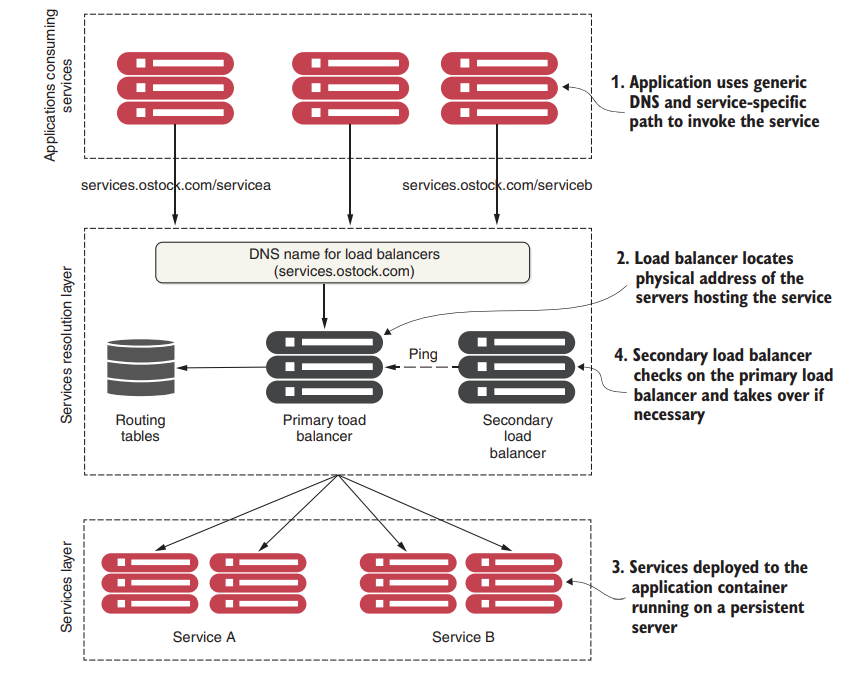 Applications consuming
services
1. Application uses generic
DNS and service-specific
path to invoke the service
services.ostock.com/servicea
services.ostock.com/serviceb
Services resolution layer
DNS name for load balancers
(services.ostock.com)
2. Load balancer locates
physical address of the
servers hosting the service
Ping
4. Secondary load balancer
checks on the primary load
balancer and takes over if
necessary
Routing
tables
Primary toad
balancer
Secondary
load
balancer
Services layer
3. Services deployed to the
application container
running on a persistent
server
Service A
Service B